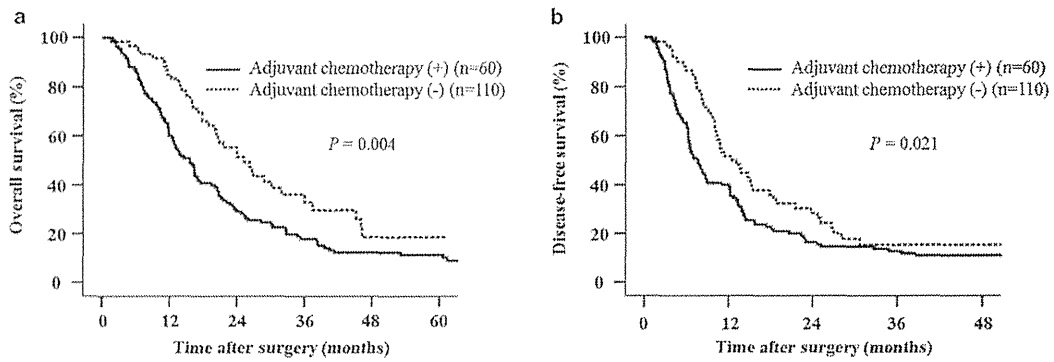 a
100
80
60
40
20
0
Overall survival (%)
Adjuvant chemotherapy (+) (n=60)
Adjuvant chemotherapy (-) (n=110)
P = 0.004
0 12 24 36 48 60
Time after surgery (months)
b
100
80
60
40
20
0
Disease-free survival (%)
Adjuvant chemotherapy (+) (n=60)
Adjuvant chemotherapy (-) (n=110)
P = 0.021
0 12 24 36 48
Time after surgery (months)